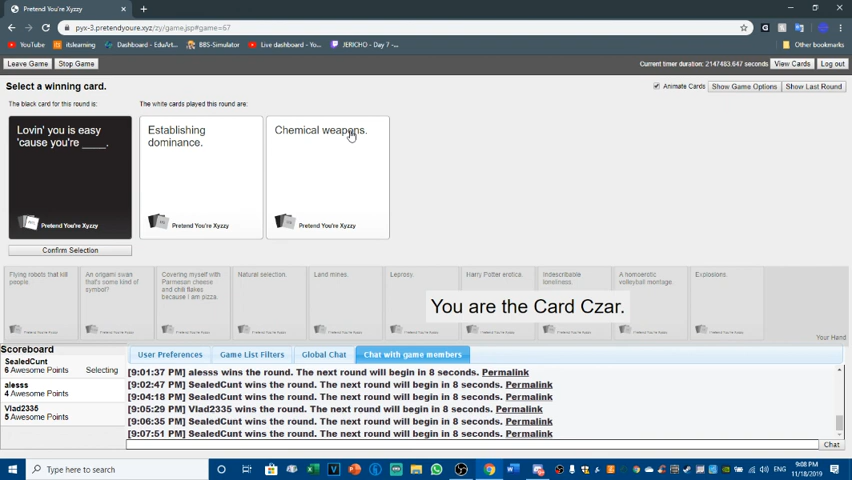 Pretend You're Xyzzy
pyx-3.pretendyoure.xyz/zy/game.jsp#game=67
YouTube
itslearning
Dashboard - EduArt...
BBS-Simulator
Live dashboard - Yo...
JERICHO - Day 7 -...
Other bookmarks
Leave Game
Stop Game
Current timer duration: 2147483.647 seconds
View Cards
Log out
Select a winning card.
Animate Cards
Show Game Options
Show Last Round
The black card for this round is:
The white cards played this round are:
Lovin' you is easy
'cause you're ____.
Pretend You're Xyzzy
Establishing
dominance.
Pretend You're Xyzzy
Chemical weapons.
Pretend You're Xyzzy
Confirm Selection
Flying robots that kill
people.
An origami swan
that's some kind of
symbol?
Covering myself with
Parmesan cheese
and chili flakes
because I am pizza.
Natural selection.
Land mines.
Leprosy.
Harry Potter erotica.
Indescribable
loneliness.
A homoerotic
volleyball montage.
Explosions.
You are the Card Czar.
Your Hand
Scoreboard
SealedCunt
6 Awesome Points
Selecting
alesss
4 Awesome Points
Vlad2335
5 Awesome Points
User Preferences
Game List Filters
Global Chat
Chat with game members
[9:01:37 PM] alesss wins the round. The next round will begin in 8 seconds. Permalink
[9:02:47 PM] SealedCunt wins the round. The next round will begin in 8 seconds. Permalink
[9:04:18 PM] SealedCunt wins the round. The next round will begin in 8 seconds. Permalink
[9:05:29 PM] Vlad2335 wins the round. The next round will begin in 8 seconds. Permalink
[9:06:35 PM] SealedCunt wins the round. The next round will begin in 8 seconds. Permalink
[9:07:51 PM] SealedCunt wins the round. The next round will begin in 8 seconds. Permalink
Chat
Type here to search
ENG
9:08 PM
11/18/2019